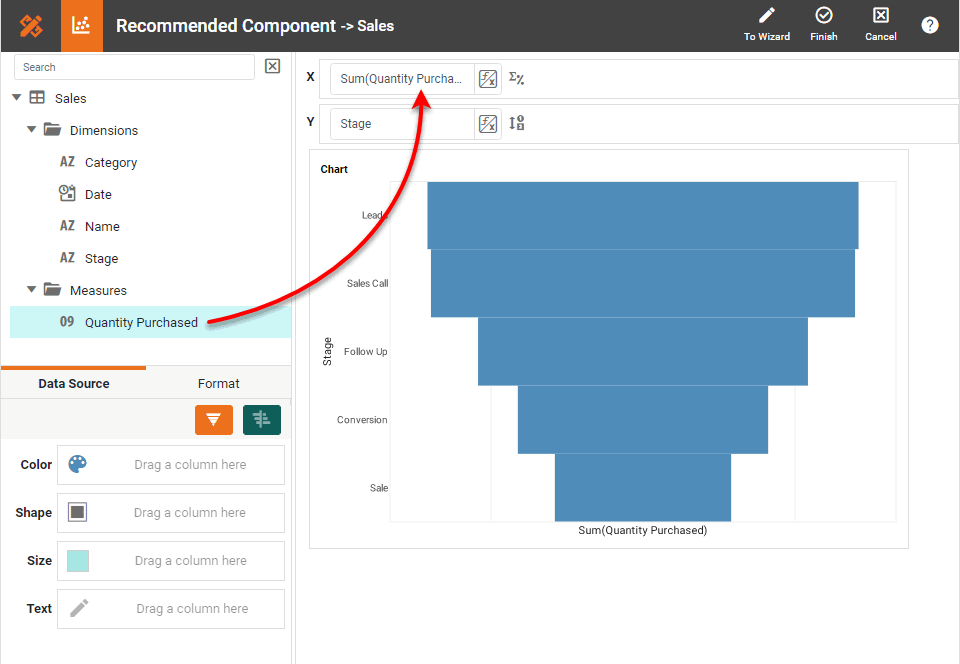 Recommended Component -> Sales
To Wizard
Finish
Cancel
?
Search
Sales
Dimensions
AZ Category
Date
AZ Name
AZ Stage
Measures
09 Quantity Purchased
Data Source
Format
Color
Drag a column here
Shape
Drag a column here
Size
Drag a column here
Text
Drag a column here
X
Sum(Quantity Purcha...
Y
Stage
Chart
Leads
Sales Call
Follow Up
Conversion
Sale
Stage
Sum(Quantity Purchased)